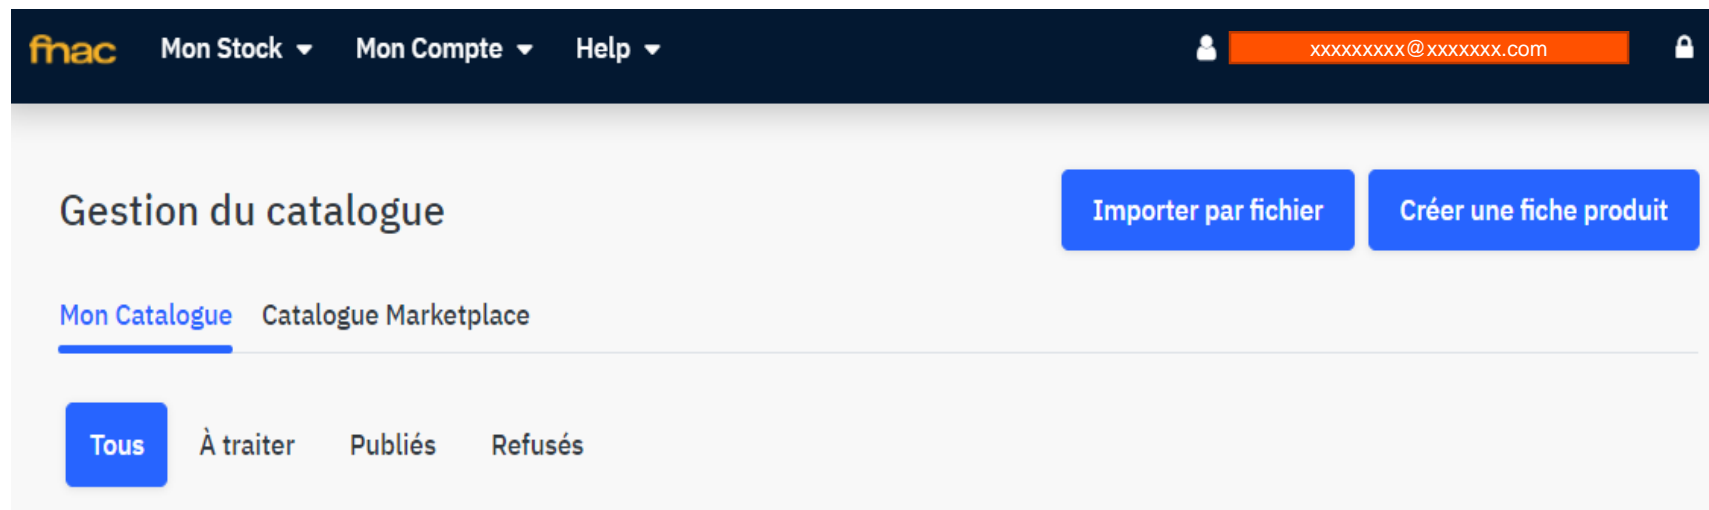 fnac Mon Stock Mon Compte Help xxxxxxxxx@xxxxxxx.com
Gestion du catalogue Importer par fichier Créer une fiche produit
Mon Catalogue Catalogue Marketplace
Tous À traiter Publiés Refusés